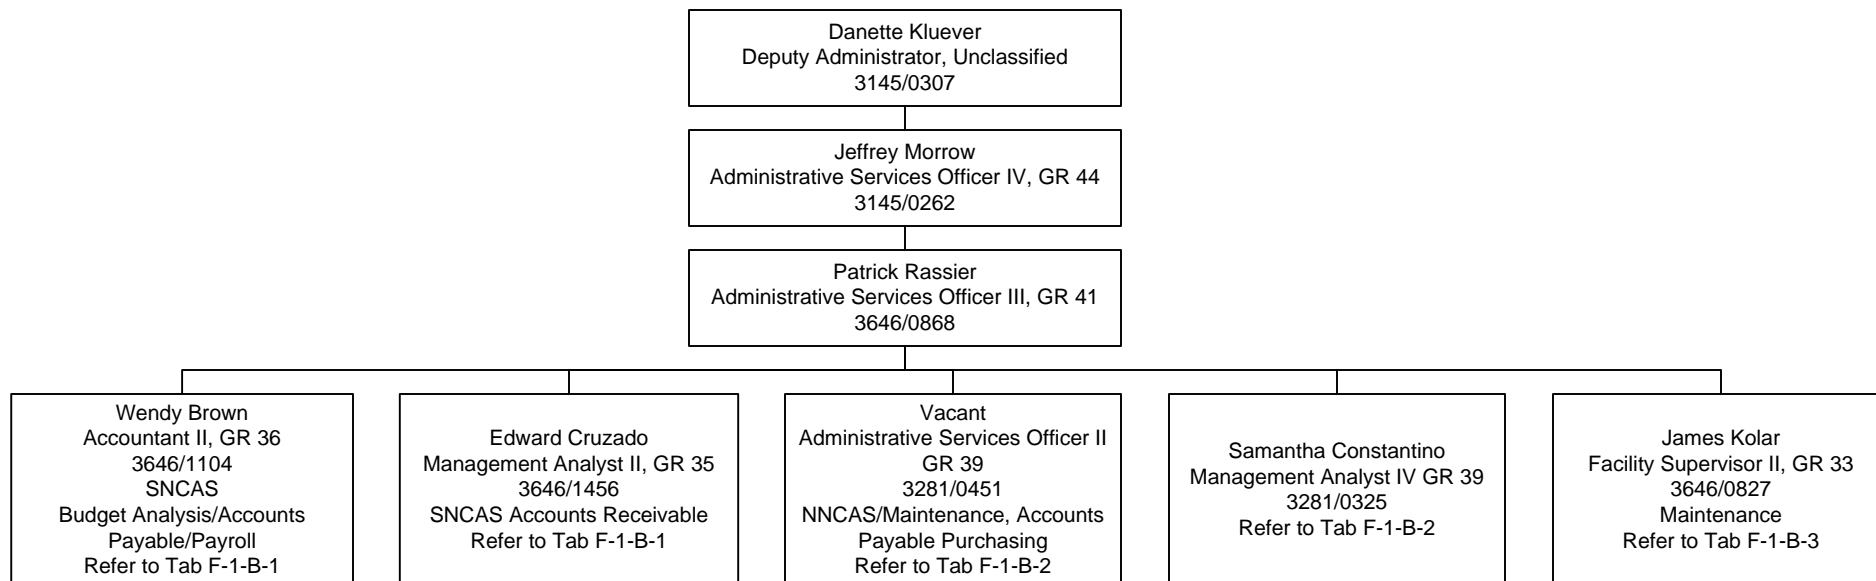 Danette Kluever
Deputy Administrator, Unclassified
3145/0307
Jeffrey Morrow
Administrative Services Officer IV, GR 44
3145/0262
Patrick Rassier
Administrative Services Officer III, GR 41
3646/0868
Wendy Brown
Accountant II, GR 36
3646/1104
SNCAS
Budget Analysis/Accounts
Payable/Payroll
Refer to Tab F-1-B-1
Edward Cruzado
Management Analyst II, GR 35
3646/1456
SNCAS Accounts Receivable
Refer to Tab F-1-B-1
Vacant
Administrative Services Officer II
GR 39
3281/0451
NNCAS/Maintenance, Accounts
Payable Purchasing
Refer to Tab F-1-B-2
Samantha Constantino
Management Analyst IV GR 39
3281/0325
Refer to Tab F-1-B-2
James Kolar
Facility Supervisor II, GR 33
3646/0827
Maintenance
Refer to Tab F-1-B-3